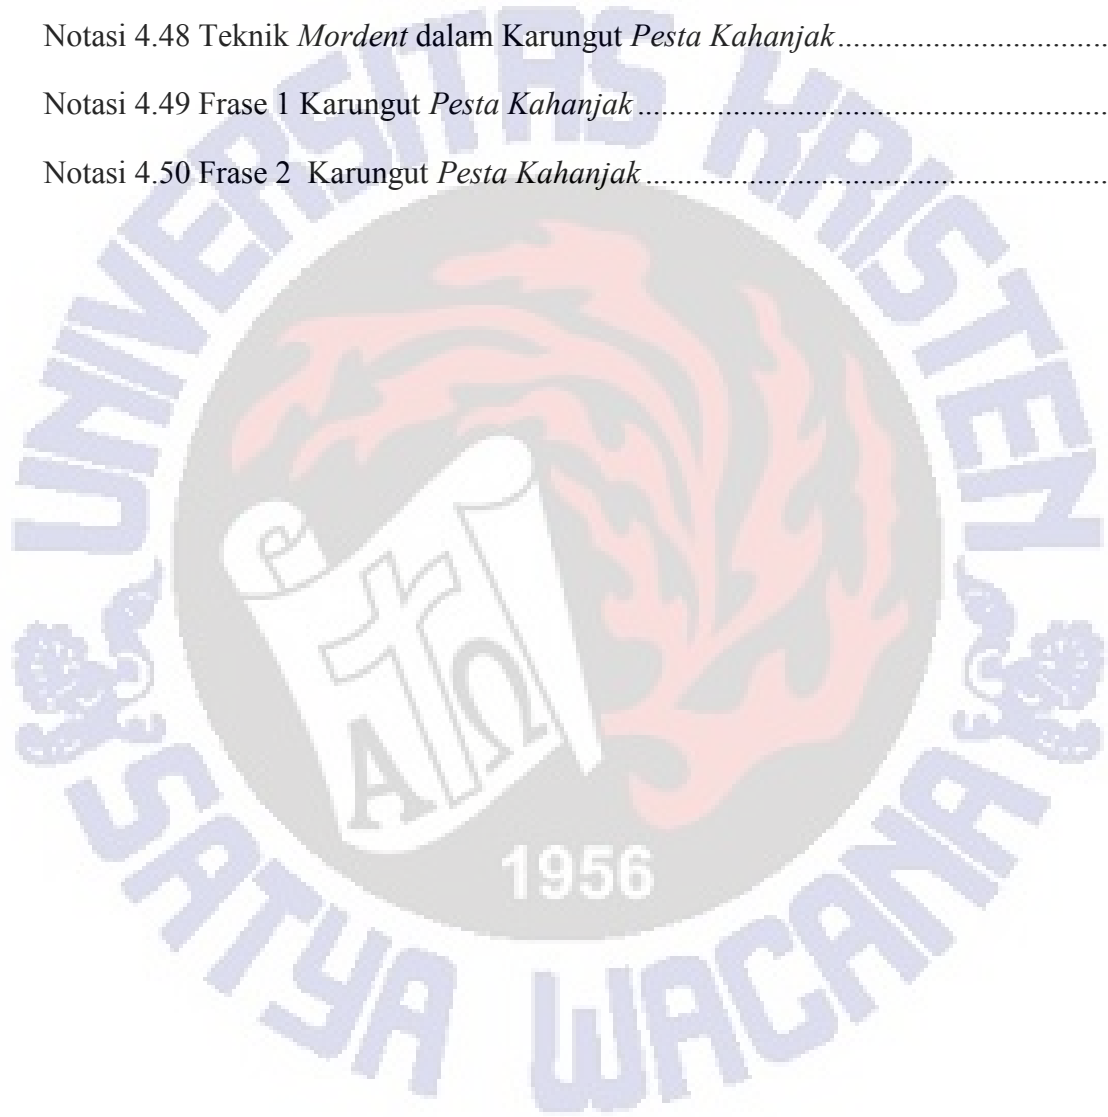 Notasi 4.48 Teknik Mordent dalam Karungut Pesta Kahanjak..................................
Notasi 4.49 Frase 1 Karungut Pesta Kahanjak............................................................
Notasi 4.50 Frase 2  Karungut Pesta Kahanjak...........................................................
UNIVERSITAS KRISTEN
ΑΩ
1956
SATYA WACANA